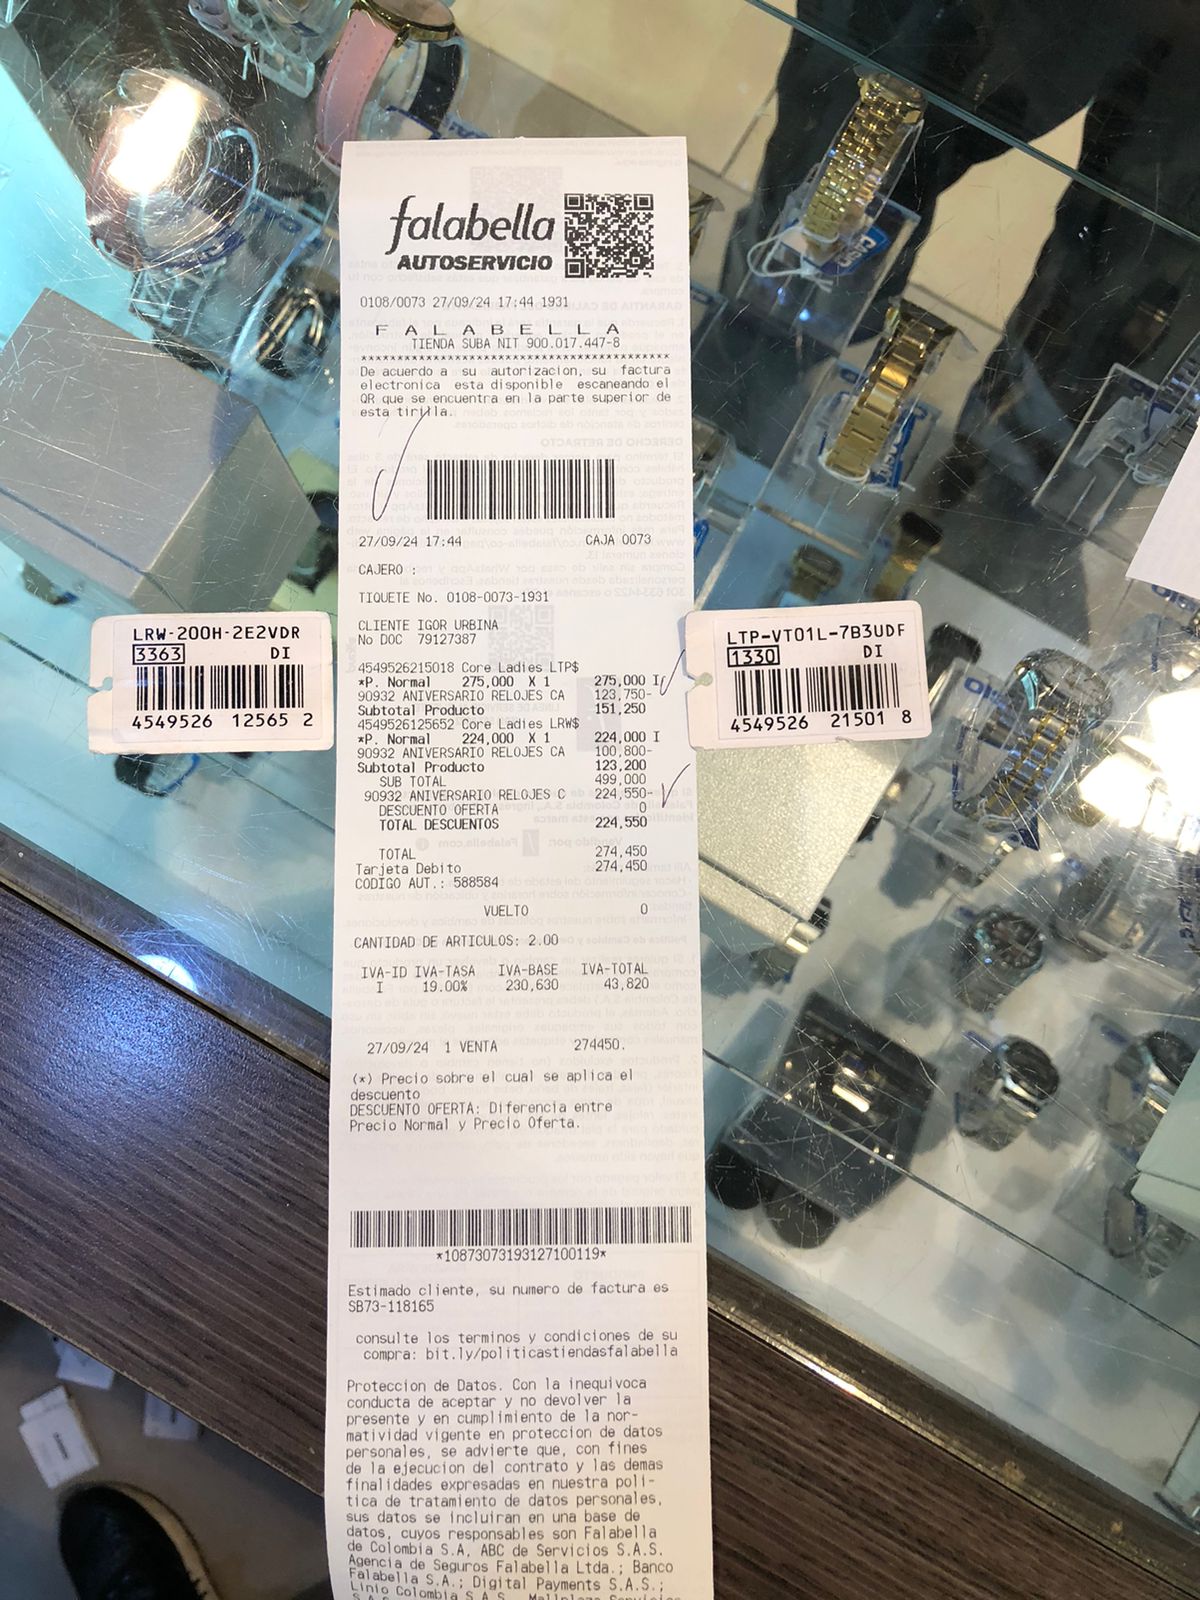 falabella
AUTOSERVICIO
0108/0073 27/09/24 17:44 1931
F A L A B E L L A
TIENDA SUBA NIT 900.017.447-8
******************************************
De acuerdo a su autorizacion, su factura
electronica esta disponible escaneando el
QR que se encuentra en la parte superior de
esta tirilla.
27/09/24 17:44 CAJA 0073
CAJERO :
TIQUETE No. 0108-0073-1931
CLIENTE IGOR URBINA
No DOC 79127387
4549526215018 Core Ladies LTP$
*P. Normal 275,000 X 1 275,000 I
90932 ANIVERSARIO RELOJES CA 123,750-
Subtotal Producto 151,250
4549526125652 Core Ladies LRW$
*P. Normal 224,000 X 1 224,000 I
90932 ANIVERSARIO RELOJES CA 100,800-
Subtotal Producto 123,200
SUB TOTAL 499,000
90932 ANIVERSARIO RELOJES C 224,550-
DESCUENTO OFERTA 0
TOTAL DESCUENTOS 224,550
TOTAL 274,450
Tarjeta Debito 274,450
CODIGO AUT.: 588584
VUELTO 0
CANTIDAD DE ARTICULOS: 2.00
IVA-ID IVA-TASA IVA-BASE IVA-TOTAL
I 19.00% 230,630 43,820
27/09/24 1 VENTA 274450.
(*) Precio sobre el cual se aplica el
descuento
DESCUENTO OFERTA: Diferencia entre
Precio Normal y Precio Oferta.
*10873073193127100119*
Estimado cliente, su numero de factura es
SB73-118165
consulte los terminos y condiciones de su
compra: bit.ly/politicastiendasfalabella
Proteccion de Datos. Con la inequivoca
conducta de aceptar y no devolver la
presente y en cumplimiento de la nor-
matividad vigente en proteccion de datos
personales, se advierte que, con fines
de la ejecucion del contrato y las demas
finalidades expresadas en nuestra poli-
tica de tratamiento de datos personales,
sus datos se incluiran en una base de
datos, cuyos responsables son Falabella
de Colombia S.A, ABC de Servicios S.A.S.
Agencia de Seguros Falabella Ltda.; Banco
Falabella S.A.; Digital Payments S.A.S.;
Linio Colombia S.A.S.
LRW-200H-2E2VDR
3363 DI
4549526 12565 2
LTP-VT01L-7B3UDF
1330 DI
4549526 21501 8
CASIO
CASIO